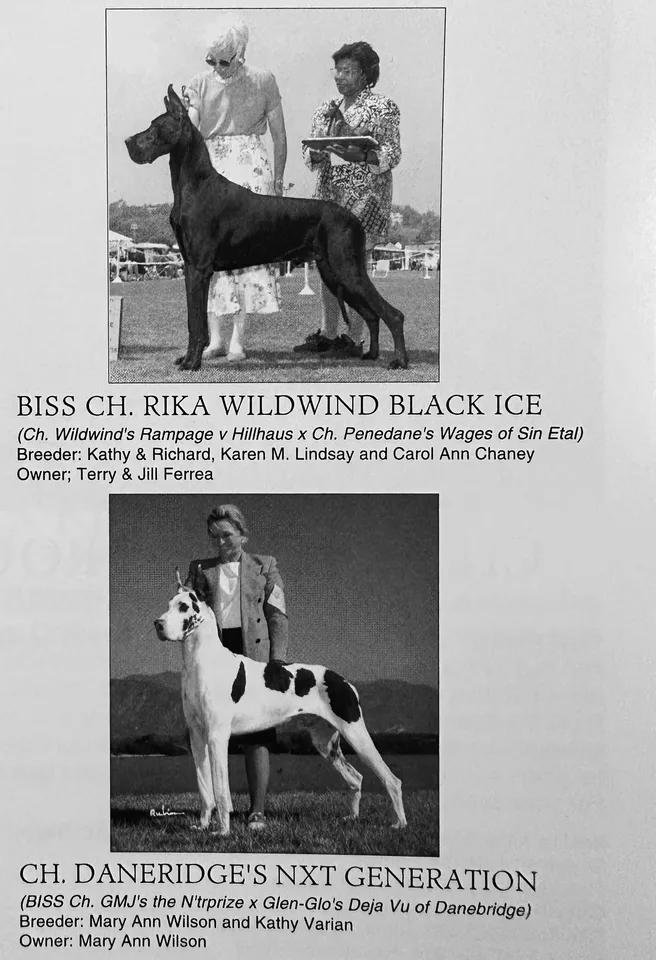 BISS CH. RIKA WILDWIND BLACK ICE
(Ch. Wildwind's Rampage v Hillhaus x Ch. Penedane's Wages of Sin Etal)
Breeder: Kathy & Richard, Karen M. Lindsay and Carol Ann Chaney
Owner; Terry & Jill Ferrea
Rubin
CH. DANERIDGE'S NXT GENERATION
(BISS Ch. GMJ's the N'trprize x Glen-Glo's Deja Vu of Danebridge)
Breeder: Mary Ann Wilson and Kathy Varian
Owner: Mary Ann Wilson